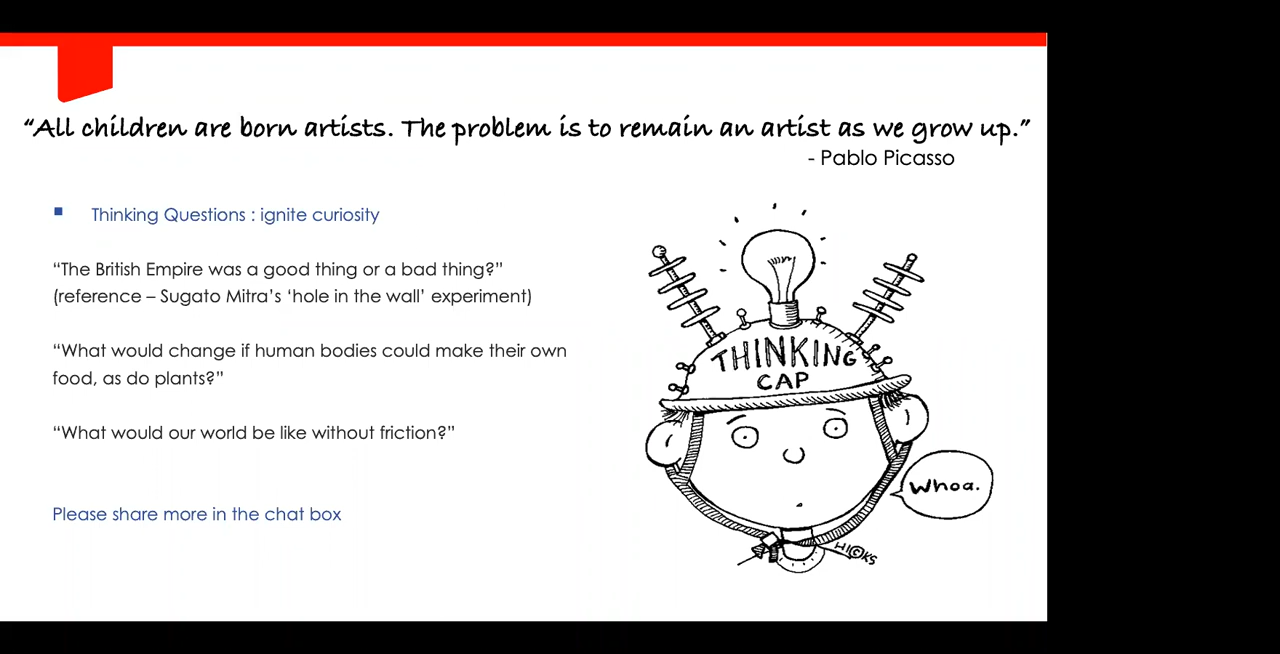 “All children are born artists. The problem is to remain an artist as we grow up.”
- Pablo Picasso
▪ Thinking Questions : ignite curiosity
“The British Empire was a good thing or a bad thing?”
(reference – Sugato Mitra’s ‘hole in the wall’ experiment)
“What would change if human bodies could make their own
food, as do plants?”
“What would our world be like without friction?”
Please share more in the chat box
THINKING
CAP
Whoa.
HI©KS